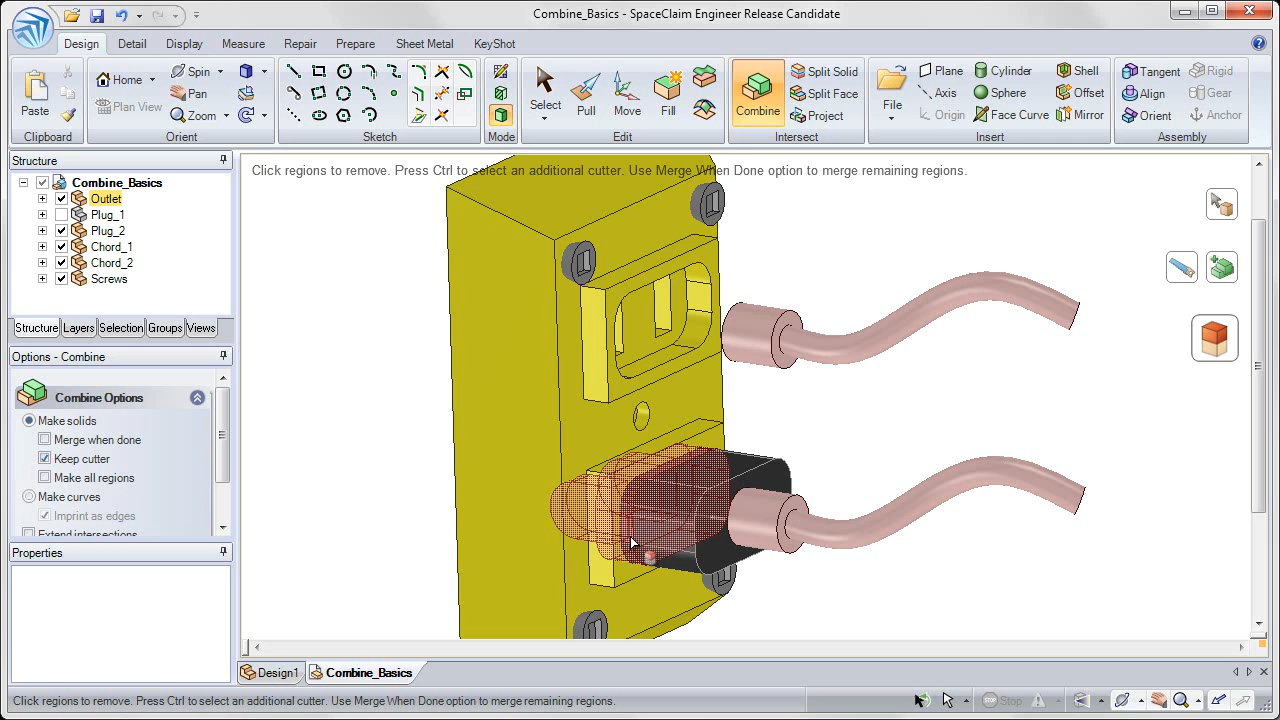 Combine_Basics - SpaceClaim Engineer Release Candidate
Design Detail Display Measure Repair Prepare Sheet Metal KeyShot
Paste
Clipboard
Home
Plan View
Spin
Pan
Zoom
Orient
Sketch
Mode
Select
Pull
Move
Fill
Edit
Combine
Split Solid
Split Face
Project
Intersect
File
Plane
Axis
Origin
Cylinder
Sphere
Face Curve
Shell
Offset
Mirror
Insert
Tangent
Align
Orient
Rigid
Gear
Anchor
Assembly
Structure
Combine_Basics
Outlet
Plug_1
Plug_2
Chord_1
Chord_2
Screws
Structure Layers Selection Groups Views
Options - Combine
Combine Options
Make solids
Merge when done
Keep cutter
Make all regions
Make curves
Imprint as edges
Extend intersections
Properties
Click regions to remove. Press Ctrl to select an additional cutter. Use Merge When Done option to merge remaining regions.
Design1 Combine_Basics
Click regions to remove. Press Ctrl to select an additional cutter. Use Merge When Done option to merge remaining regions.
Stop